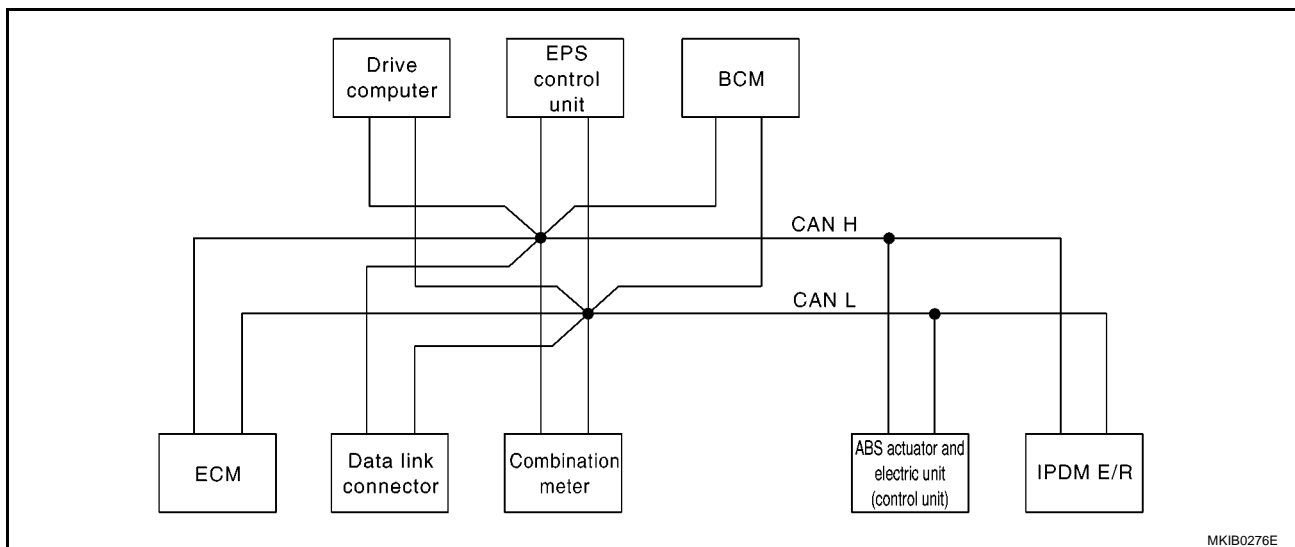 Drive
computer
EPS
control
unit
BCM
CAN H
CAN L
ECM
Data link
connector
Combination
meter
ABS actuator and
electric unit
(control unit)
IPDM E/R
MKIB0276E